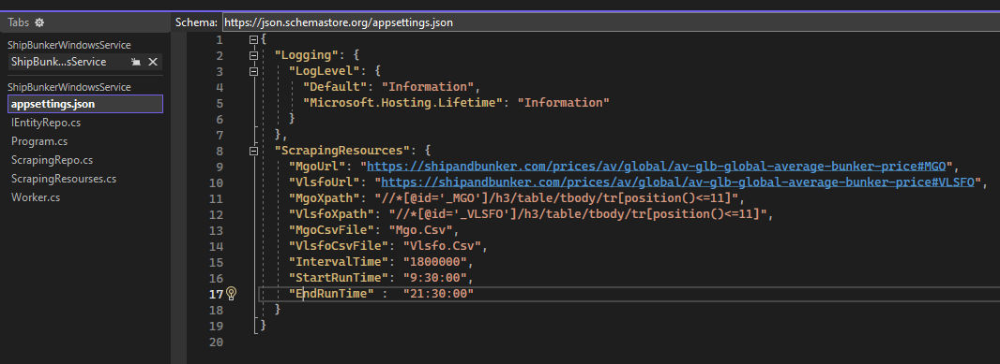 Tabs
Schema: https://json.schemastore.org/appsettings.json
ShipBunkerWindowsService
ShipBunk...sService
ShipBunkerWindowsService
appsettings.json
IEntityRepo.cs
Program.cs
ScrapingRepo.cs
ScrapingResourses.cs
Worker.cs
1 {
2 "Logging": {
3 "LogLevel": {
4 "Default": "Information",
5 "Microsoft.Hosting.Lifetime": "Information"
6 }
7 },
8 "ScrapingResources": {
9 "MgoUrl": "https://shipandbunker.com/prices/av/global/av-glb-global-average-bunker-price#MGO",
10 "VlsfoUrl": "https://shipandbunker.com/prices/av/global/av-glb-global-average-bunker-price#VLSFO",
11 "MgoXpath": "//*[@id='_MGO']/h3/table/tbody/tr[position()<=11]",
12 "VlsfoXpath": "//*[@id='_VLSFO']/h3/table/tbody/tr[position()<=11]",
13 "MgoCsvFile": "Mgo.Csv",
14 "VlsfoCsvFile": "Vlsfo.Csv",
15 "IntervalTime": "1800000",
16 "StartRunTime": "9:30:00",
17 "EndRunTime" : "21:30:00"
18 }
19 }
20